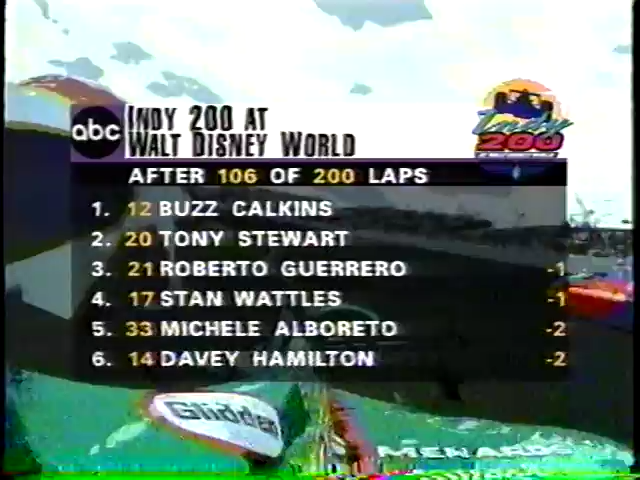 abc
INDY 200 AT
WALT DISNEY WORLD
Indy
200
AFTER 106 OF 200 LAPS
1. 12 BUZZ CALKINS
2. 20 TONY STEWART
3. 21 ROBERTO GUERRERO -1
4. 17 STAN WATTLES -1
5. 33 MICHELE ALBORETO -2
6. 14 DAVEY HAMILTON -2
Glidden
MENARDS